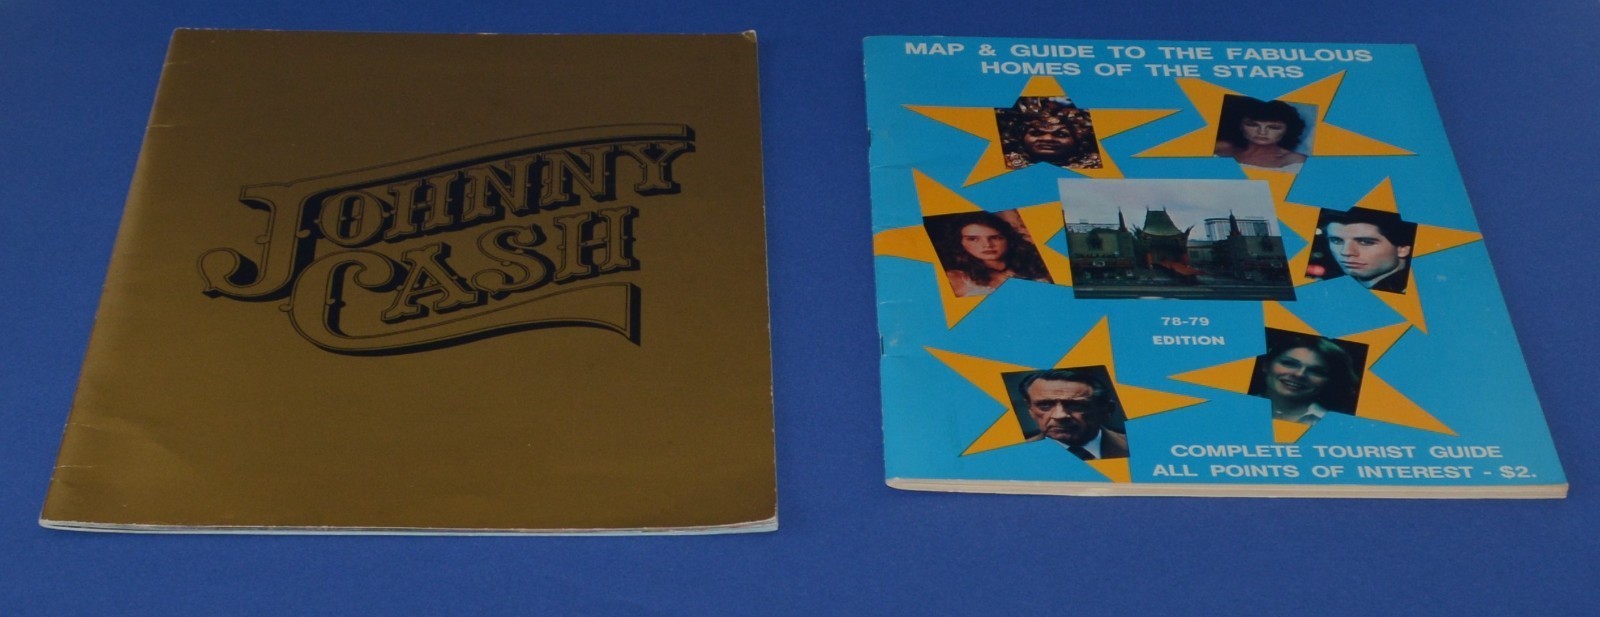 JOHNNY
CASH
MAP & GUIDE TO THE FABULOUS
HOMES OF THE STARS
78-79
EDITION
COMPLETE TOURIST GUIDE
ALL POINTS OF INTEREST - $2.